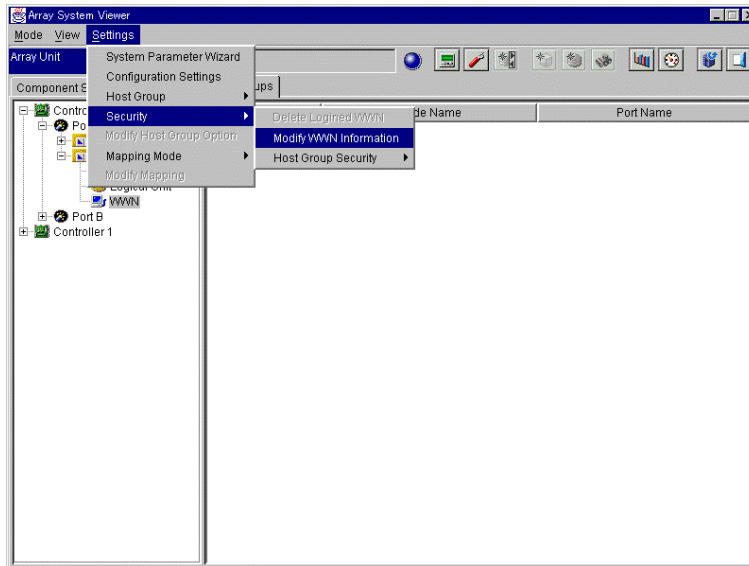 Array System Viewer
Mode View Settings
Array Unit
System Parameter Wizard
Configuration Settings
Host Group
Security
Modify Host Group Option
Mapping Mode
Modify Mapping
Delete Logined WWN
Modify WWN Information
Host Group Security
Component
Port Name
Name
Logical Unit
WWN
Port B
Controller 1